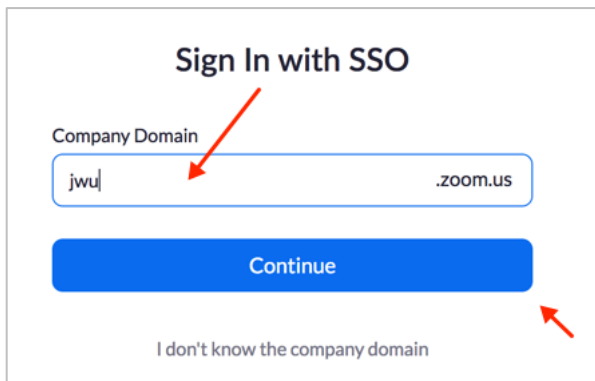 Sign In with SSO
Company Domain
jwu .zoom.us
Continue
I don't know the company domain